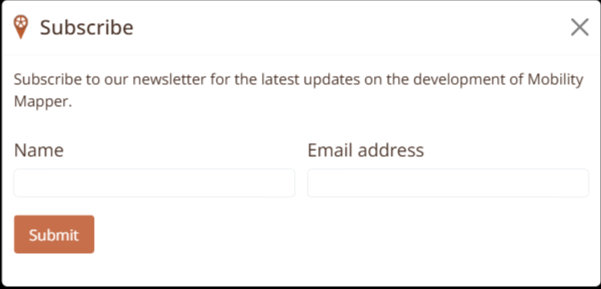 Subscribe
Subscribe to our newsletter for the latest updates on the development of Mobility
Mapper.
Name
Email address
Submit